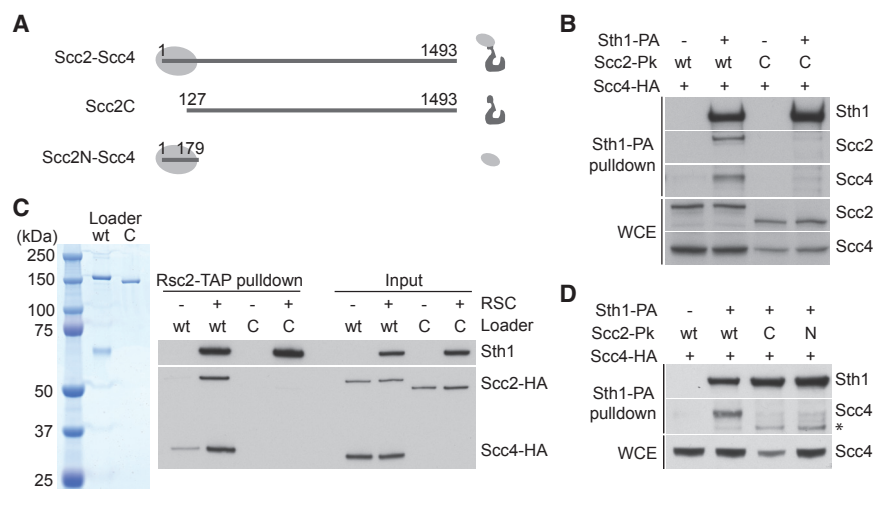 A
Scc2-Scc4
1
1493
Scc2C
127
1493
Scc2N-Scc4
1 179
B
Sth1-PA - + - +
Scc2-Pk wt wt C C
Scc4-HA + + + +
Sth1-PA
pulldown
Sth1
Scc2
Scc4
WCE
Scc2
Scc4
C
Loader
(kDa) wt C
250
150
100
75
50
37
25
Rsc2-TAP pulldown Input
- + - + - + - + RSC
wt wt C C wt wt C C Loader
Sth1
Scc2-HA
Scc4-HA
D
Sth1-PA - + + +
Scc2-Pk wt wt C N
Scc4-HA + + + +
Sth1-PA
pulldown
Sth1
Scc4
*
WCE Scc4